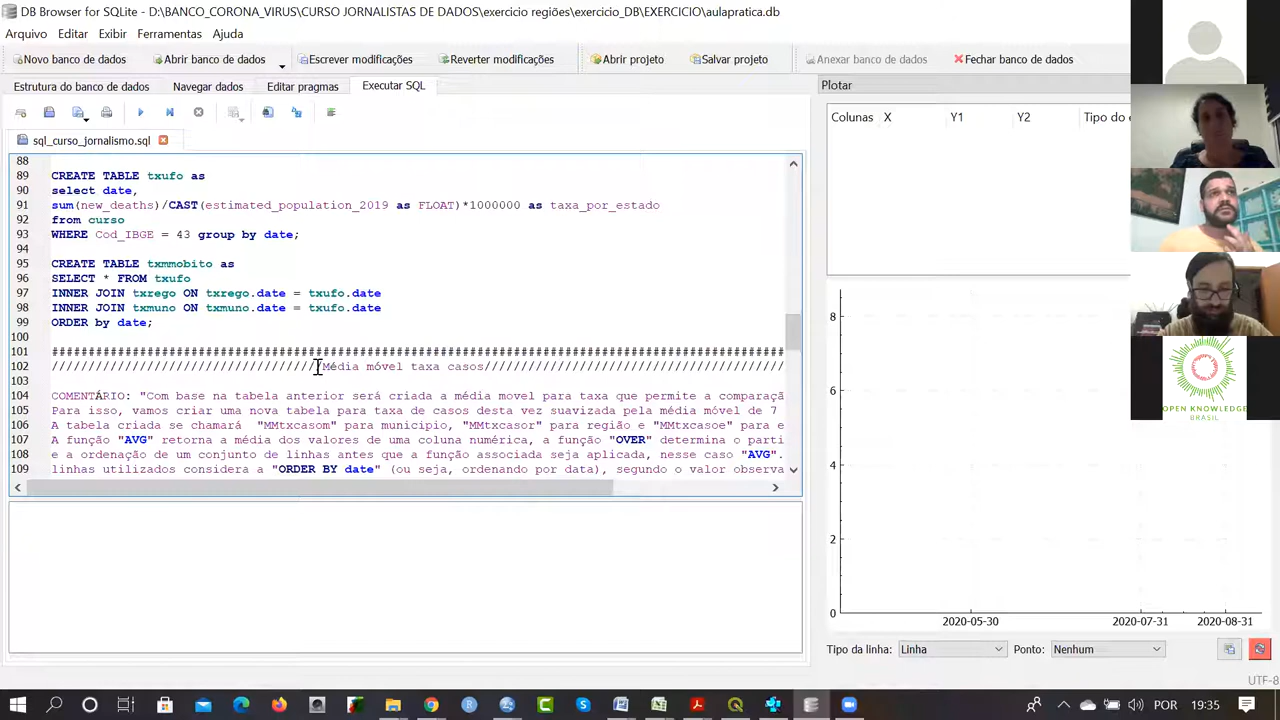 DB Browser for SQLite - D:\BANCO_CORONA_VIRUS\CURSO JORNALISTAS DE DADOS\exercicio regiões\exercicio_DB\EXERCICIO\aulapratica.db
Arquivo Editar Exibir Ferramentas Ajuda
Novo banco de dados Abrir banco de dados Escrever modificações Reverter modificações Abrir projeto Salvar projeto Anexar banco de dados Fechar banco de dados
Estrutura do banco de dados Navegar dados Editar pragmas Executar SQL
Plotar
Colunas X Y1 Y2 Tipo do e
sql_curso_jornalismo.sql
88
89 CREATE TABLE txufo as
90 select date,
91 sum(new_deaths)/CAST(estimated_population_2019 as FLOAT)*1000000 as taxa_por_estado
92 from curso
93 WHERE Cod_IBGE = 43 group by date;
94
95 CREATE TABLE txmmobito as
96 SELECT * FROM txufo
97 INNER JOIN txrego ON txrego.date = txufo.date
98 INNER JOIN txmuno ON txmuno.date = txufo.date
99 ORDER by date;
100
101 ####################################################################################################
102 /////////////////////////////////////Média móvel taxa casos/////////////////////////////////////////
103
104 COMENTÁRIO: "Com base na tabela anterior será criada a média movel para taxa que permite a comparaçã
105 Para isso, vamos criar uma nova tabela para taxa de casos desta vez suavizada pela média móvel de 7
106 A tabela criada se chamará "MMtxcasom" para municipio, "MMtxcasor" para região e "MMtxcasoe" para e
107 A função "AVG" retorna a média dos valores de uma coluna numérica, a função "OVER" determina o parti
108 e a ordenação de um conjunto de linhas antes que a função associada seja aplicada, nesse caso "AVG".
109 linhas utilizados considera a "ORDER BY date" (ou seja, ordenando por data), segundo o valor observa
8
6
4
2
0
2020-05-30 2020-07-31 2020-08-31
Tipo da linha: Linha Ponto: Nenhum
UTF-8
OPEN KNOWLEDGE
BRASIL
POR 19:35